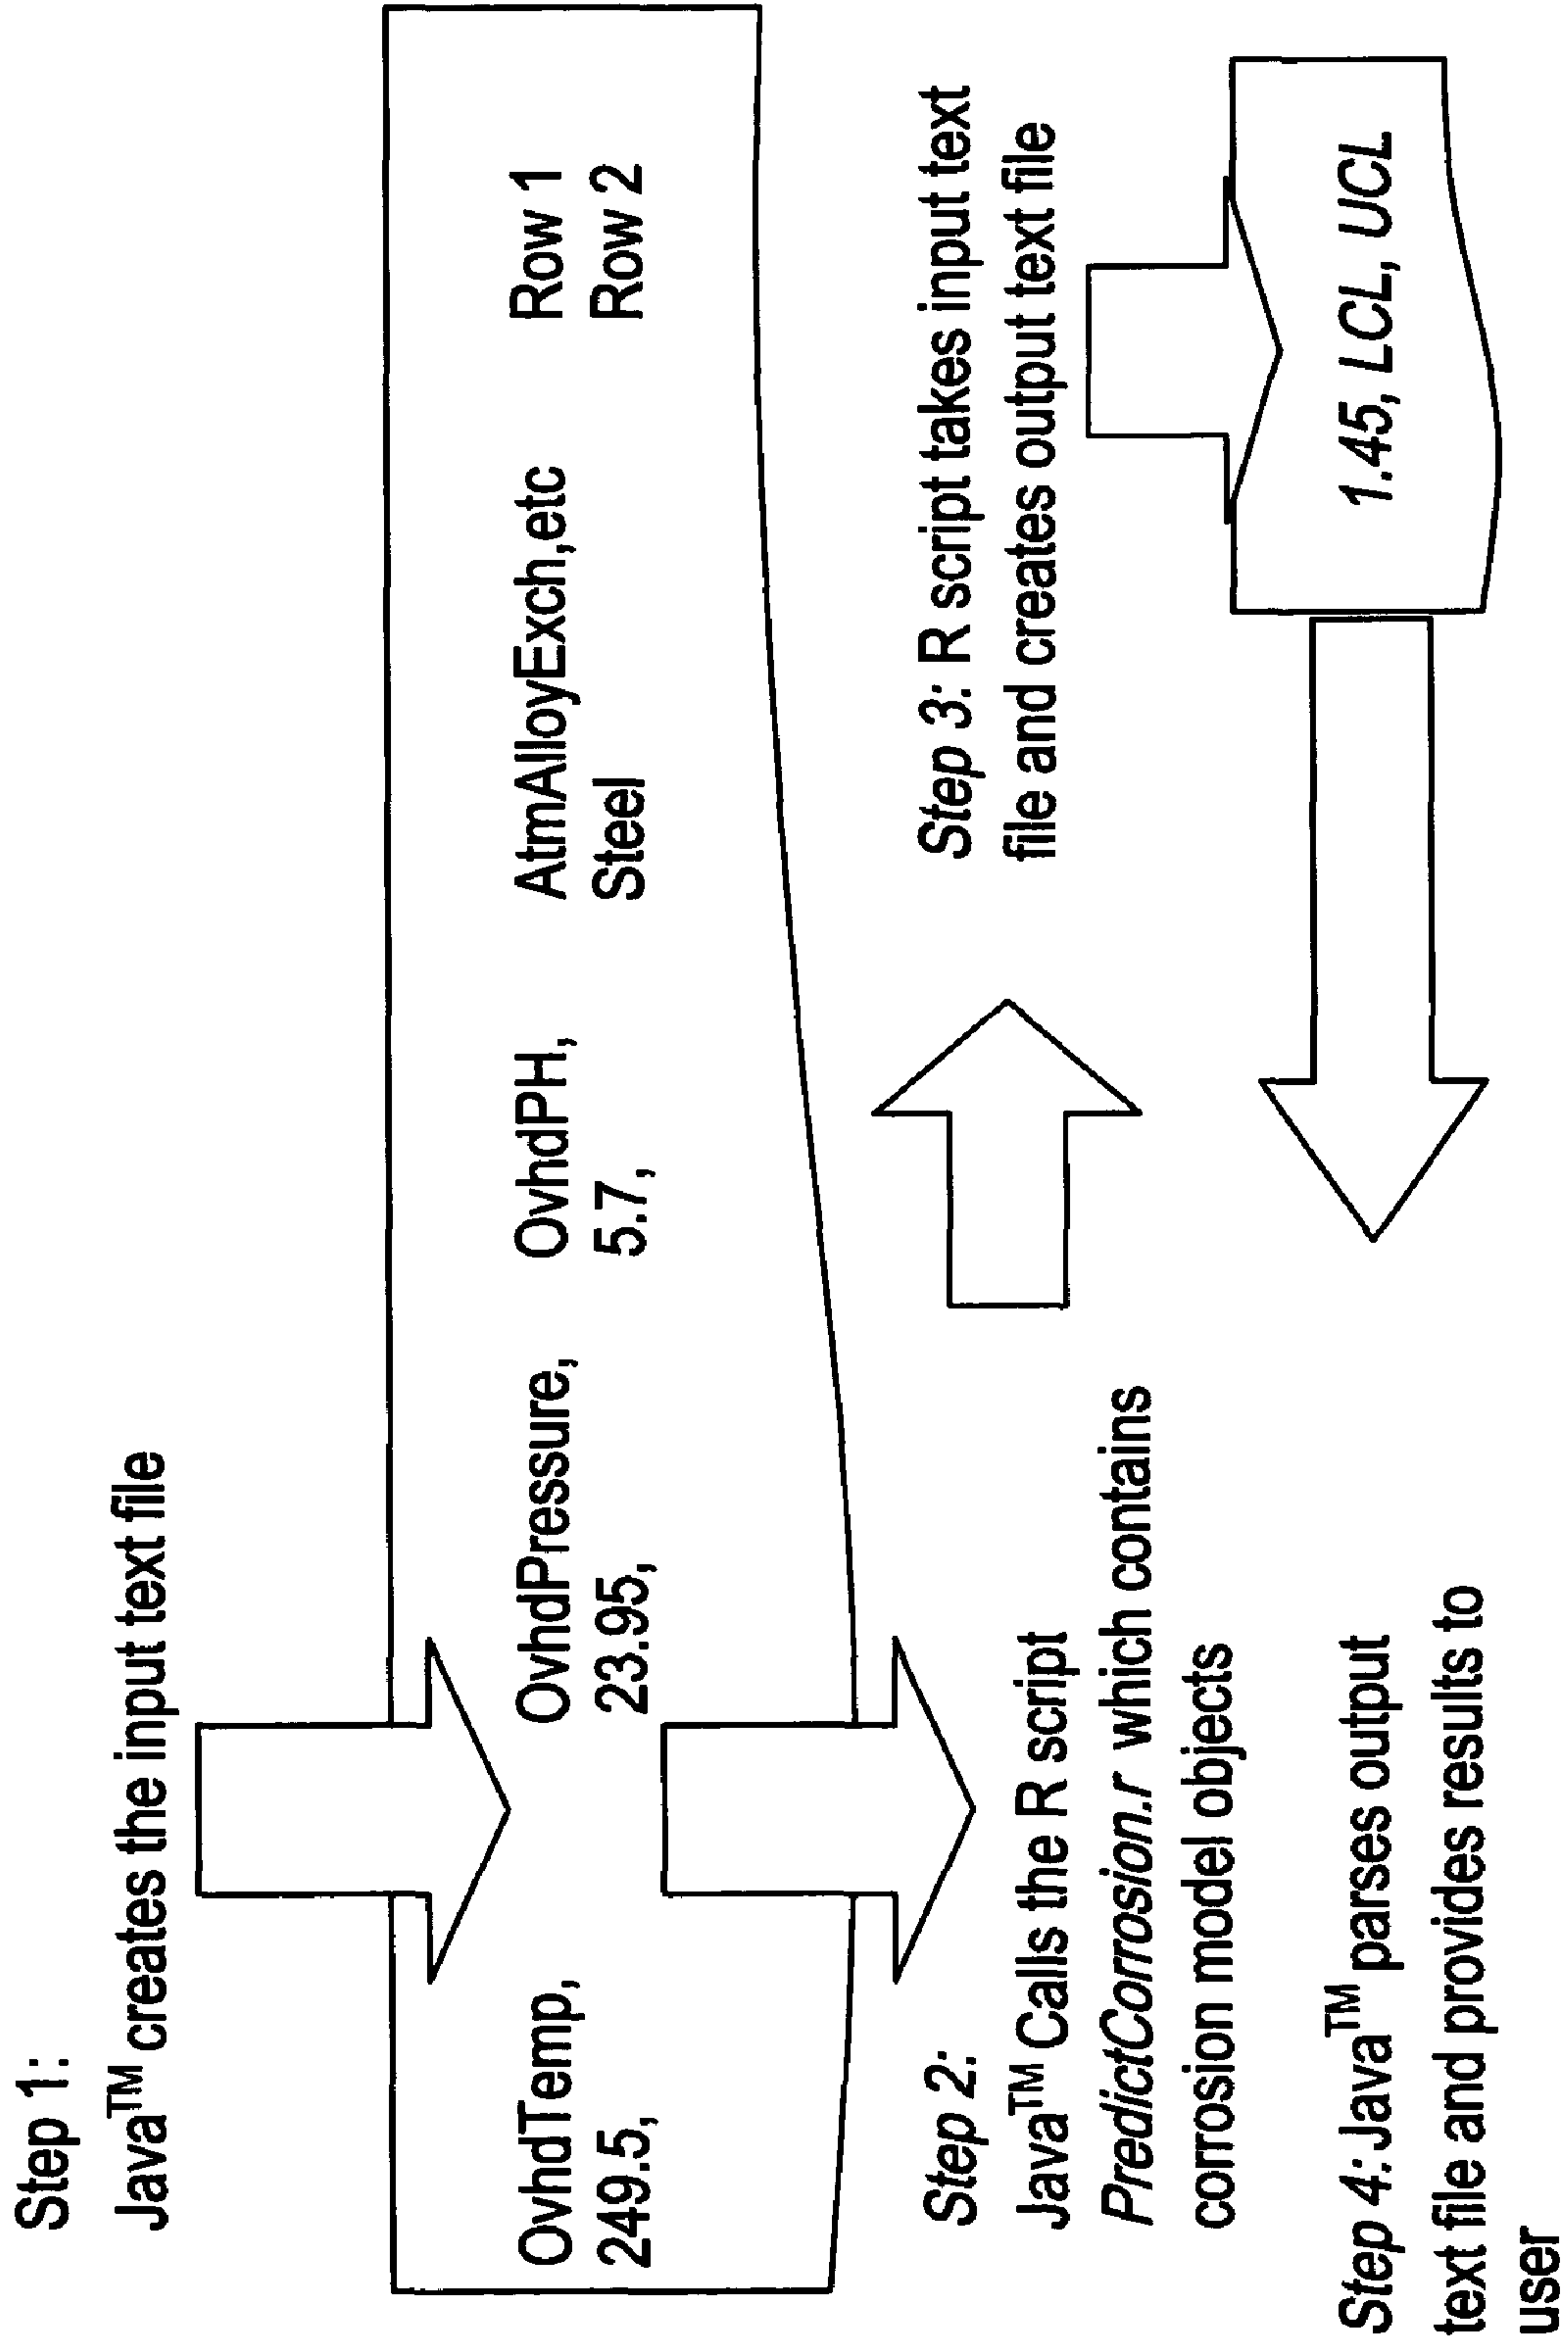 Step 1:
Java™ creates the input text file
OvhdTemp, OvhdPressure, OvhdPH, AtmAlloyExch,etc Row 1
249.5, 23.95, 5.7, Steel Row 2
Step 2:
Java™ Calls the R script
PredictCorrosion.r which contains
corrosion model objects
Step 3: R script takes input text
file and creates output text file
1.45, LCL, UCL
Step 4: Java™ parses output
text file and provides results to
user